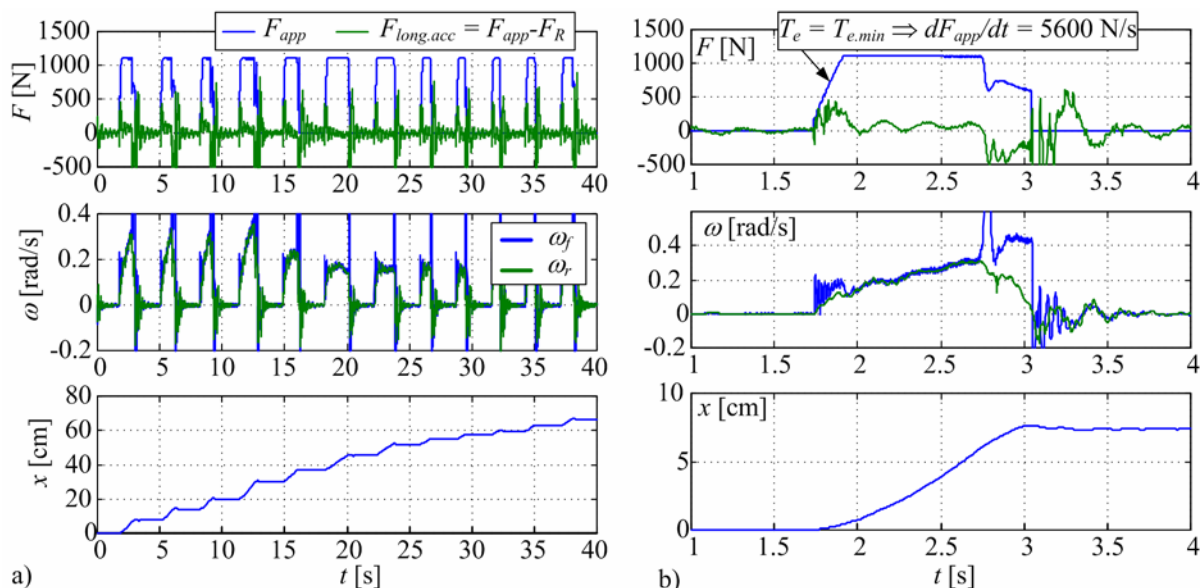 F_app F_long.acc = F_app-F_R
F [N]
1500
1000
500
0
-500
0 5 10 15 20 25 30 35 40
ω [rad/s]
0.4
0.2
0
-0.2
ω_f
ω_r
0 5 10 15 20 25 30 35 40
x [cm]
80
60
40
20
0
0 5 10 15 20 25 30 35 40
t [s]
a)
T_e = T_e.min ⇒ dF_app/dt = 5600 N/s
F [N]
1500
1000
500
0
-500
1 1.5 2 2.5 3 3.5 4
ω [rad/s]
0.4
0.2
0
-0.2
1 1.5 2 2.5 3 3.5 4
x [cm]
10
5
0
1 1.5 2 2.5 3 3.5 4
t [s]
b)